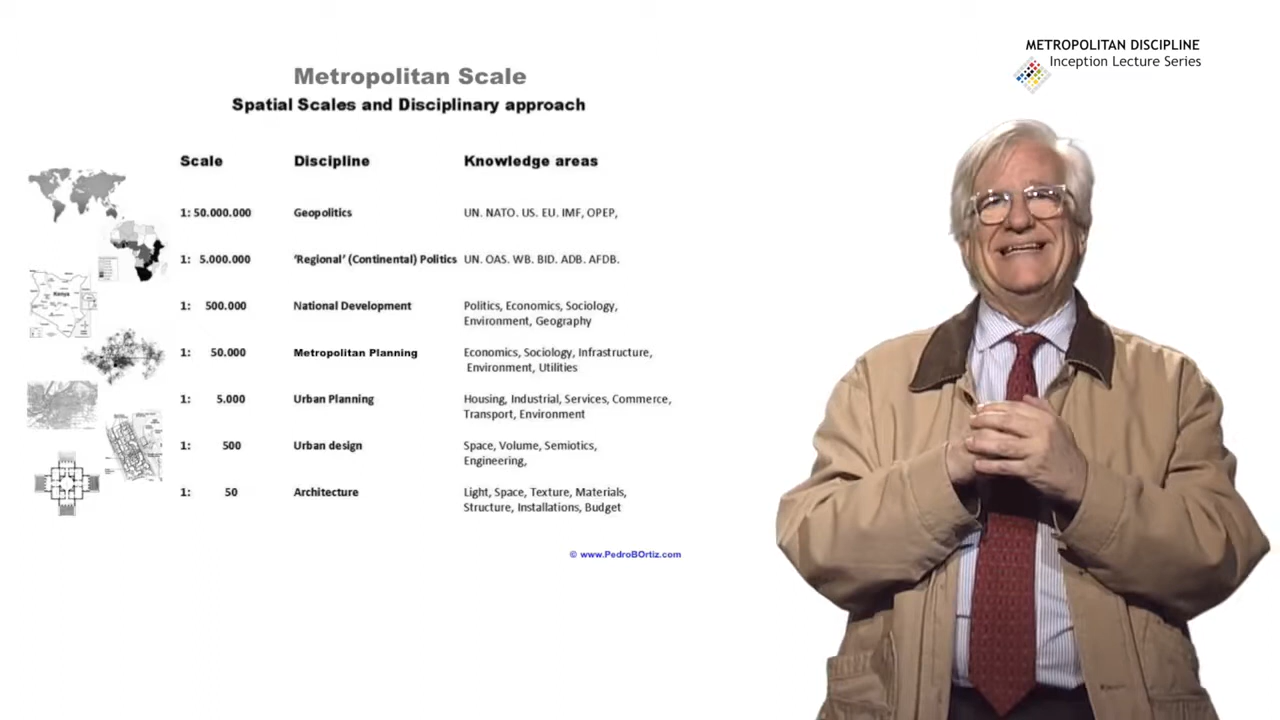 METROPOLITAN DISCIPLINE
Inception Lecture Series
Metropolitan Scale
Spatial Scales and Disciplinary approach
Scale Discipline Knowledge areas
1: 50.000.000 Geopolitics UN. NATO. US. EU. IMF, OPEP,
1: 5.000.000 ‘Regional’ (Continental) Politics UN. OAS. WB. BID. ADB. AFDB.
1: 500.000 National Development Politics, Economics, Sociology,
Environment, Geography
1: 50.000 Metropolitan Planning Economics, Sociology, Infrastructure,
Environment, Utilities
1: 5.000 Urban Planning Housing, Industrial, Services, Commerce,
Transport, Environment
1: 500 Urban design Space, Volume, Semiotics,
Engineering,
1: 50 Architecture Light, Space, Texture, Materials,
Structure, Installations, Budget
Kenya
© www.PedroBOrtiz.com